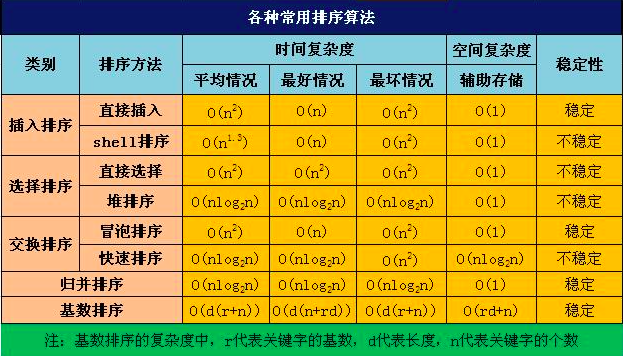 各种常用排序算法
类别 排序方法 时间复杂度 空间复杂度 稳定性
平均情况 最好情况 最坏情况 辅助存储
插入排序 直接插入 O(n²) O(n) O(n²) O(1) 稳定
shell排序 O(n¹·³) O(n) O(n²) O(1) 不稳定
选择排序 直接选择 O(n²) O(n²) O(n²) O(1) 不稳定
堆排序 O(nlog₂n) O(nlog₂n) O(nlog₂n) O(1) 不稳定
交换排序 冒泡排序 O(n²) O(n) O(n²) O(1) 稳定
快速排序 O(nlog₂n) O(nlog₂n) O(n²) O(nlog₂n) 不稳定
归并排序 O(nlog₂n) O(nlog₂n) O(nlog₂n) O(1) 稳定
基数排序 O(d(r+n)) O(d(n+rd)) O(d(r+n)) O(rd+n) 稳定
注：基数排序的复杂度中，r代表关键字的基数，d代表长度，n代表关键字的个数